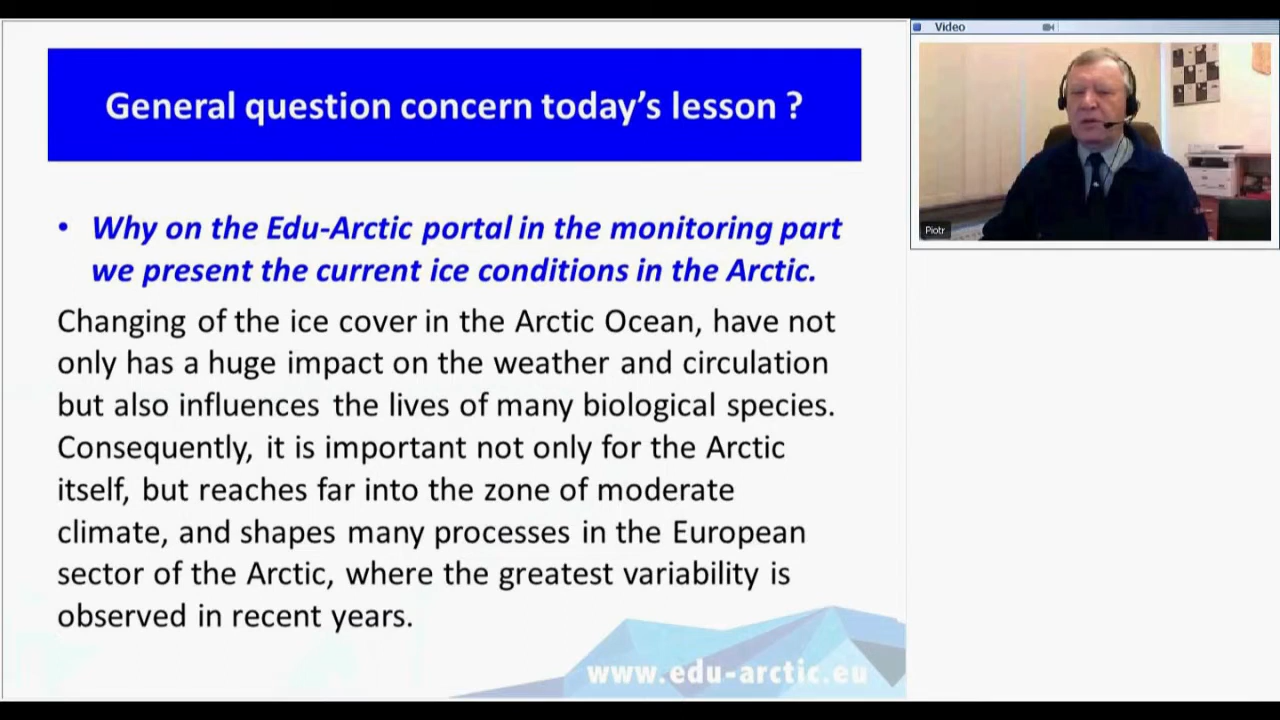 General question concern today's lesson ?
• Why on the Edu-Arctic portal in the monitoring part
we present the current ice conditions in the Arctic.
Changing of the ice cover in the Arctic Ocean, have not
only has a huge impact on the weather and circulation
but also influences the lives of many biological species.
Consequently, it is important not only for the Arctic
itself, but reaches far into the zone of moderate
climate, and shapes many processes in the European
sector of the Arctic, where the greatest variability is
observed in recent years.
www.edu-arctic.eu
Video
Piotr